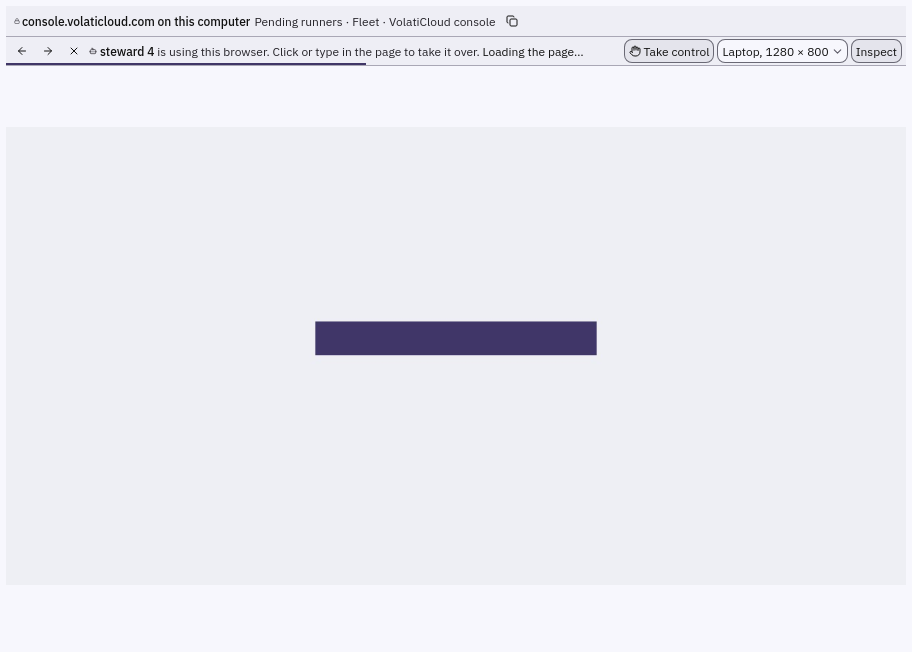 console.volaticloud.com on this computer Pending runners · Fleet · VolatiCloud console
steward 4 is using this browser. Click or type in the page to take it over. Loading the page… Take control Laptop, 1280 × 800 Inspect